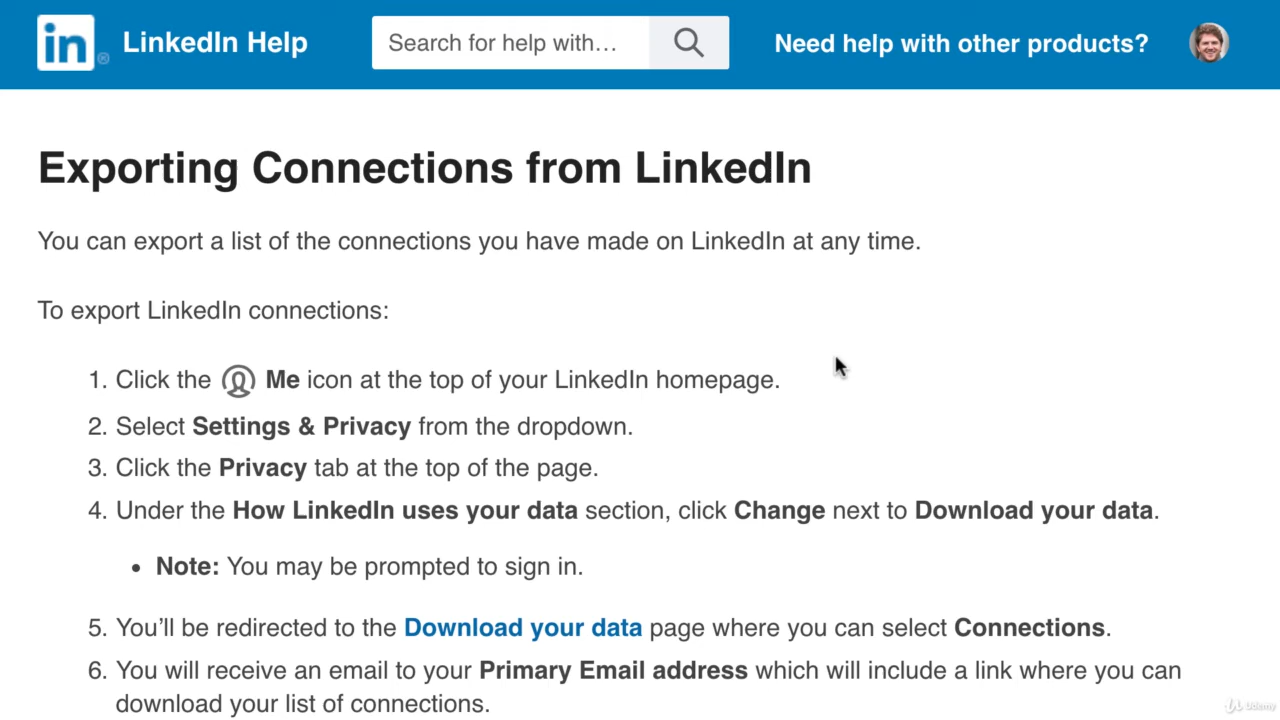 in ® LinkedIn Help Search for help with... Need help with other products?
Exporting Connections from LinkedIn
You can export a list of the connections you have made on LinkedIn at any time.
To export LinkedIn connections:
1. Click the Me icon at the top of your LinkedIn homepage.
2. Select Settings & Privacy from the dropdown.
3. Click the Privacy tab at the top of the page.
4. Under the How LinkedIn uses your data section, click Change next to Download your data.
• Note: You may be prompted to sign in.
5. You’ll be redirected to the Download your data page where you can select Connections.
6. You will receive an email to your Primary Email address which will include a link where you can
download your list of connections.
Udemy